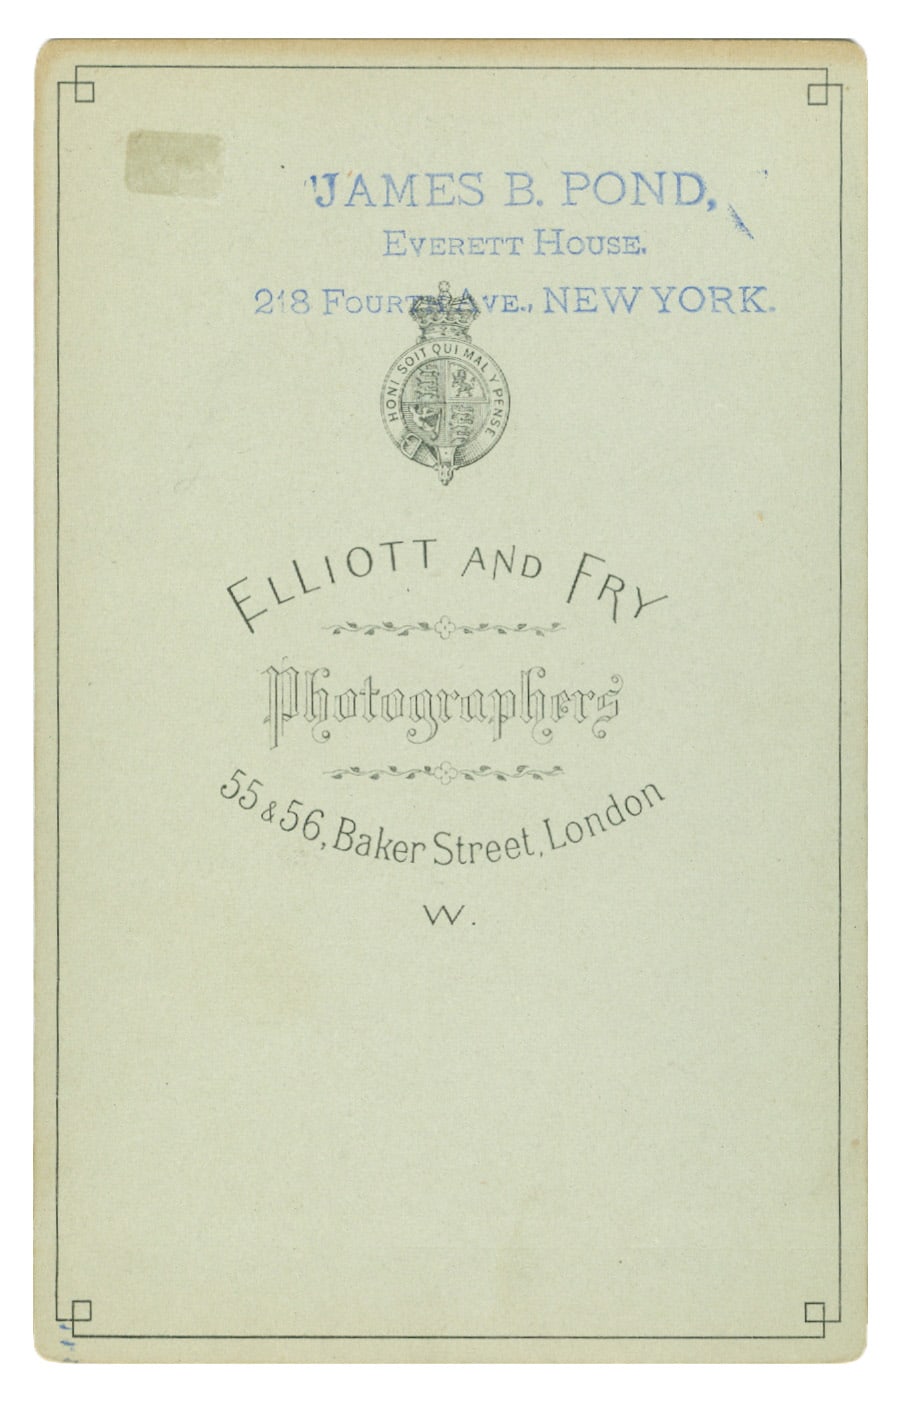 JAMES B. POND,
EVERETT HOUSE.
218 FOURTH AVE., NEW YORK.
HONI SOIT QUI MAL Y PENSE
ELLIOTT AND FRY
Photographers
55 & 56, Baker Street, London
W.